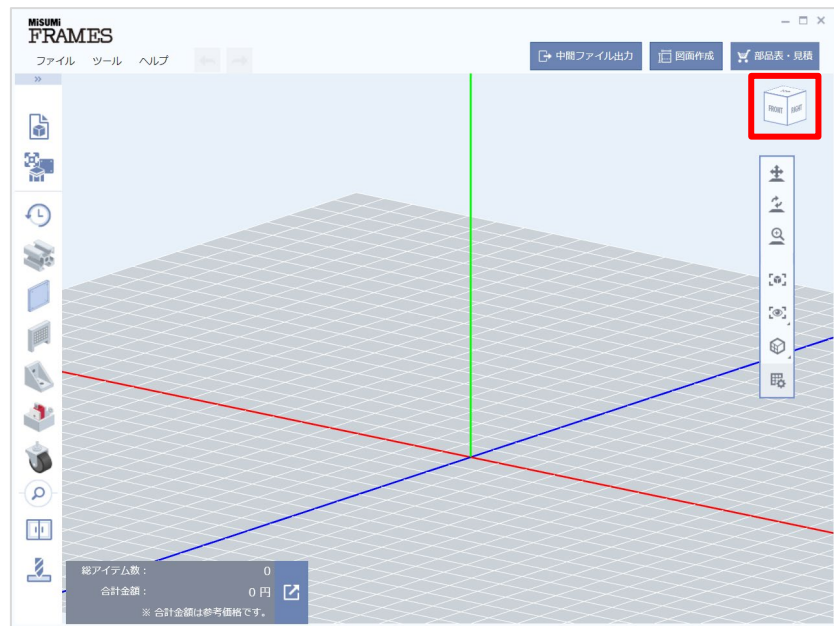 MISUMI
FRAMES
ファイル ツール ヘルプ
中間ファイル出力 図面作成 部品表・見積
FRONT RIGHT
総アイテム数： 0
合計金額： 0 円
※ 合計金額は参考価格です。